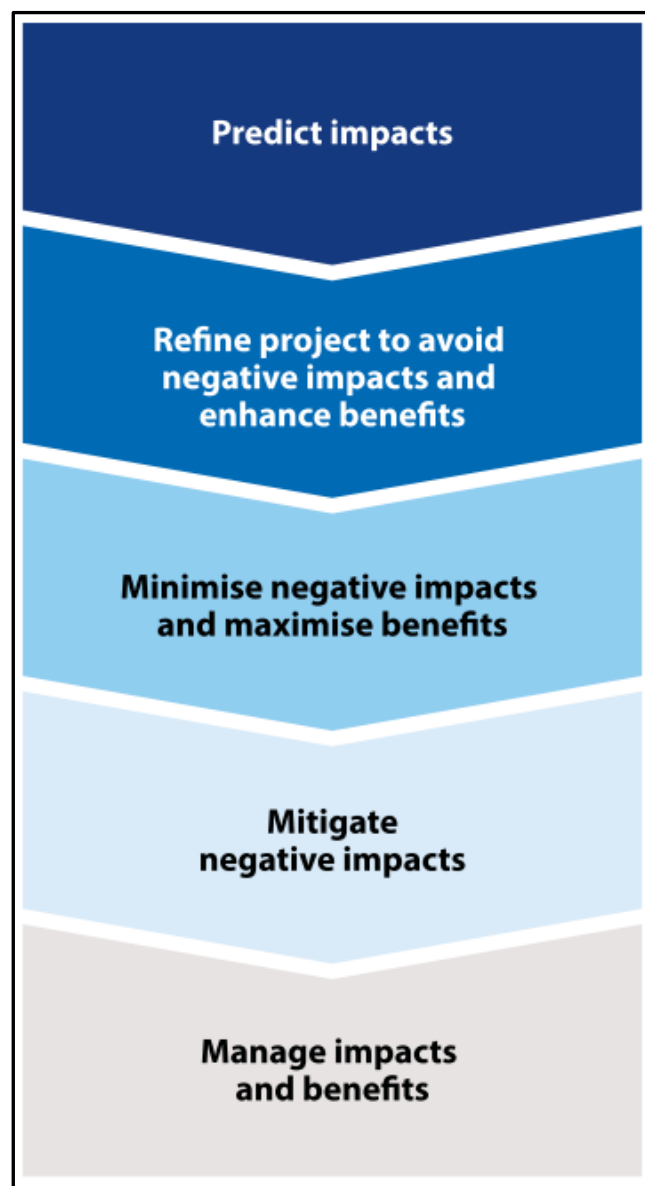 Predict impacts
Refine project to avoid
negative impacts and
enhance benefits
Minimise negative impacts
and maximise benefits
Mitigate
negative impacts
Manage impacts
and benefits